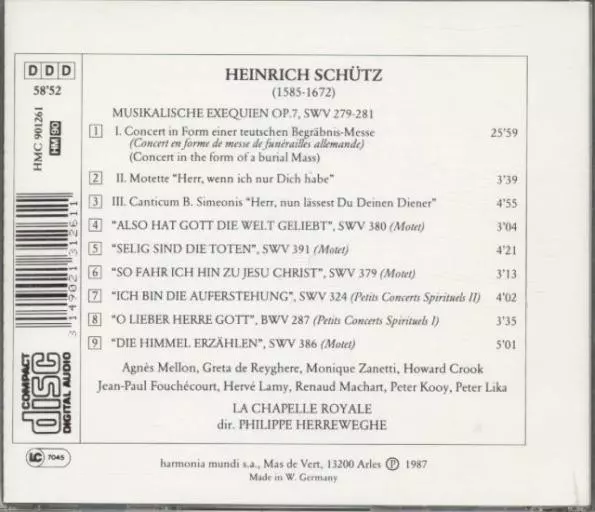 DDD
58'52
HMC 901261
HM 90
3 149021 312611
COMPACT
disc
DIGITAL AUDIO
LC 7045
HEINRICH SCHÜTZ
(1585-1672)
MUSIKALISCHE EXEQUIEN OP.7, SWV 279-281
1 I. Concert in Form einer teutschen Begräbnis-Messe 25'59
(Concert en forme de messe de funérailles allemande)
(Concert in the form of a burial Mass)
2 II. Motette "Herr, wenn ich nur Dich habe" 3'39
3 III. Canticum B. Simeonis "Herr, nun lässest Du Deinen Diener" 4'55
4 "ALSO HAT GOTT DIE WELT GELIEBT", SWV 380 (Motet) 3'04
5 "SELIG SIND DIE TOTEN", SWV 391 (Motet) 4'21
6 "SO FAHR ICH HIN ZU JESU CHRIST", SWV 379 (Motet) 3'13
7 "ICH BIN DIE AUFERSTEHUNG", SWV 324 (Petits Concerts Spirituels II) 4'02
8 "O LIEBER HERRE GOTT", BWV 287 (Petits Concerts Spirituels I) 3'35
9 "DIE HIMMEL ERZÄHLEN", SWV 386 (Motet) 5'01
Agnès Mellon, Greta de Reyghere, Monique Zanetti, Howard Crook
Jean-Paul Fouchécourt, Hervé Lamy, Renaud Machart, Peter Kooy, Peter Lika
LA CHAPELLE ROYALE
dir. PHILIPPE HERREWEGHE
harmonia mundi s.a., Mas de Vert, 13200 Arles ℗ 1987
Made in W. Germany